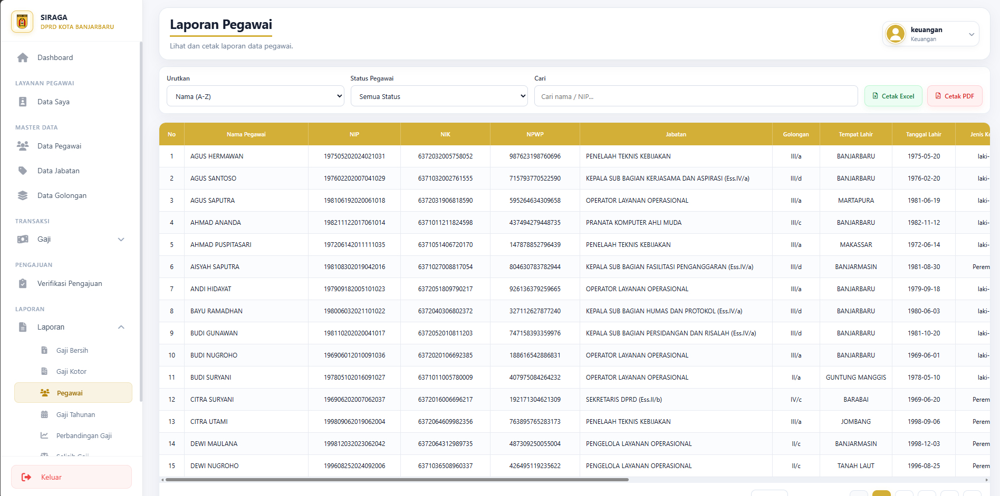 SIRAGA
DPRD KOTA BANJARBARU
Dashboard
LAYANAN PEGAWAI
Data Saya
MASTER DATA
Data Pegawai
Data Jabatan
Data Golongan
TRANSAKSI
Gaji
PENGAJUAN
Verifikasi Pengajuan
LAPORAN
Laporan
Gaji Bersih
Gaji Kotor
Pegawai
Gaji Tahunan
Perbandingan Gaji
Selisih Gaji
Keluar
Laporan Pegawai
Lihat dan cetak laporan data pegawai.
keuangan
Keuangan
Urutkan
Nama (A-Z)
Status Pegawai
Semua Status
Cari
Cari nama / NIP...
Cetak Excel
Cetak PDF
No Nama Pegawai NIP NIK NPWP Jabatan Golongan Tempat Lahir Tanggal Lahir Jenis Ke
1 AGUS HERMAWAN 197505202024021031 6372032005758052 987623198760696 PENELAAH TEKNIS KEBIJAKAN III/a BANJARBARU 1975-05-20 laki-
2 AGUS SANTOSO 197602202007041029 6371032002761555 715793770522590 KEPALA SUB BAGIAN KERJASAMA DAN ASPIRASI (Ess.IV/a) III/d BANJARBARU 1976-02-20 laki-
3 AGUS SAPUTRA 198106192020061018 6372031906818590 595264634309658 OPERATOR LAYANAN OPERASIONAL III/a MARTAPURA 1981-06-19 laki-
4 AHMAD ANANDA 198211122017061014 6371011211824598 437494279448735 PRANATA KOMPUTER AHLI MUDA III/c BANJARBARU 1982-11-12 laki-
5 AHMAD PUSPITASARI 197206142011111035 6371051406720170 147878852796439 PENELAAH TEKNIS KEBIJAKAN III/a MAKASSAR 1972-06-14 laki-
6 AISYAH SAPUTRA 198108302019042016 6371027008817054 804630783782944 KEPALA SUB BAGIAN FASILITASI PENGANGGARAN (Ess.IV/a) III/d BANJARMASIN 1981-08-30 Perem
7 ANDI HIDAYAT 197909182005101023 6372051809790217 926136379259665 OPERATOR LAYANAN OPERASIONAL III/a BANJARBARU 1979-09-18 laki-
8 BAYU RAMADHAN 198006032021101022 6372040306802372 327112627877240 KEPALA SUB BAGIAN HUMAS DAN PROTOKOL (Ess.IV/a) III/d BANJARBARU 1980-06-03 laki-
9 BUDI GUNAWAN 198110202020041017 6372052010811203 747158393359976 KEPALA SUB BAGIAN PERSIDANGAN DAN RISALAH (Ess.IV/a) III/d BANJARBARU 1981-10-20 laki-
10 BUDI NUGROHO 196906012010091036 6372020106692385 188616542886831 OPERATOR LAYANAN OPERASIONAL III/a BANJARBARU 1969-06-01 laki-
11 BUDI SURYANI 197805102016091027 6371011005780009 407975084264232 OPERATOR LAYANAN OPERASIONAL II/a GUNTUNG MANGGIS 1978-05-10 laki-
12 CITRA SURYANI 196906202007062037 6372016006696217 192171304621309 SEKRETARIS DPRD (Ess.II/b) IV/c BARABAI 1969-06-20 Perem
13 CITRA UTAMI 199809062019062004 6372064609982356 763895765283173 PENELAAH TEKNIS KEBIJAKAN III/a JOMBANG 1998-09-06 Perem
14 DEWI MAULANA 199812032023062042 6372064312989735 487309250055004 PENGELOLA LAYANAN OPERASIONAL II/c BANJARMASIN 1998-12-03 Perem
15 DEWI NUGROHO 199608252024092006 6371036508960337 426495119235622 PENGELOLA LAYANAN OPERASIONAL II/c TANAH LAUT 1996-08-25 Perem